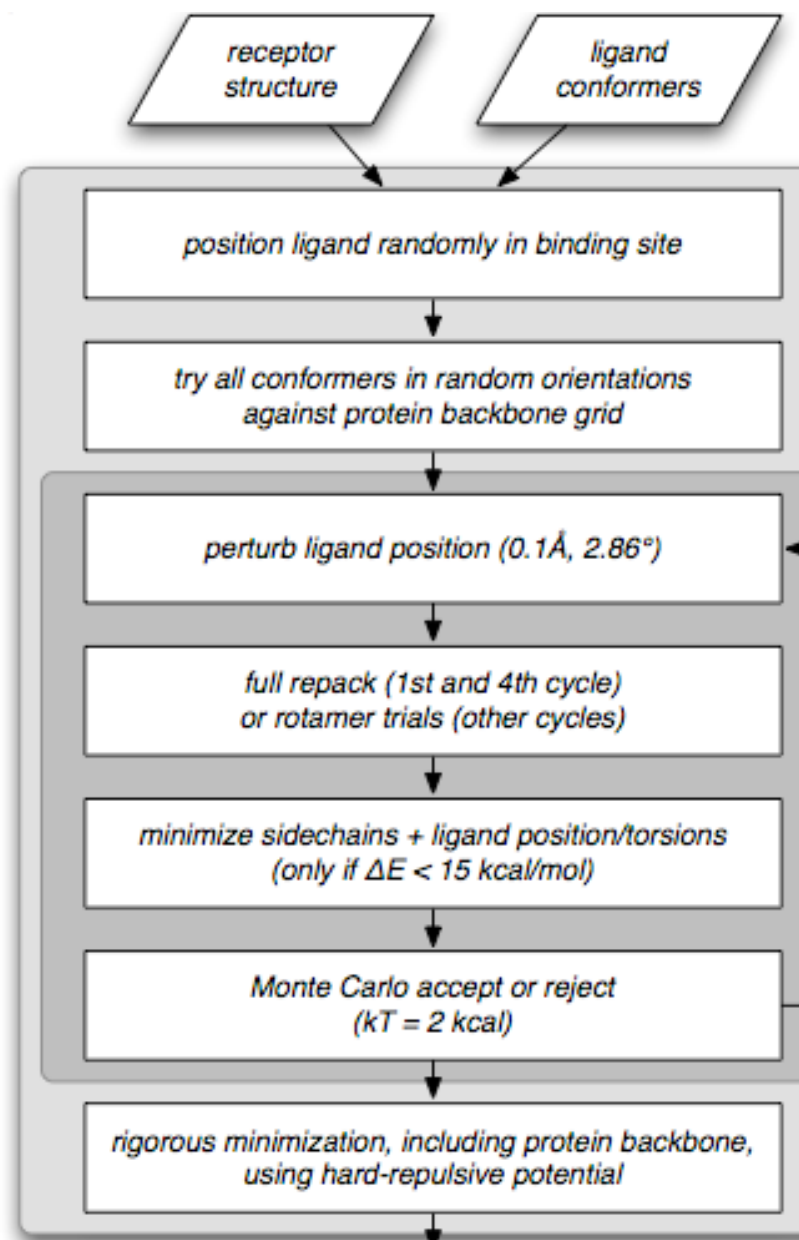 receptor
structure
ligand
conformers
position ligand randomly in binding site
try all conformers in random orientations
against protein backbone grid
perturb ligand position (0.1Å, 2.86°)
full repack (1st and 4th cycle)
or rotamer trials (other cycles)
minimize sidechains + ligand position/torsions
(only if ΔE < 15 kcal/mol)
Monte Carlo accept or reject
(kT = 2 kcal)
rigorous minimization, including protein backbone,
using hard-repulsive potential